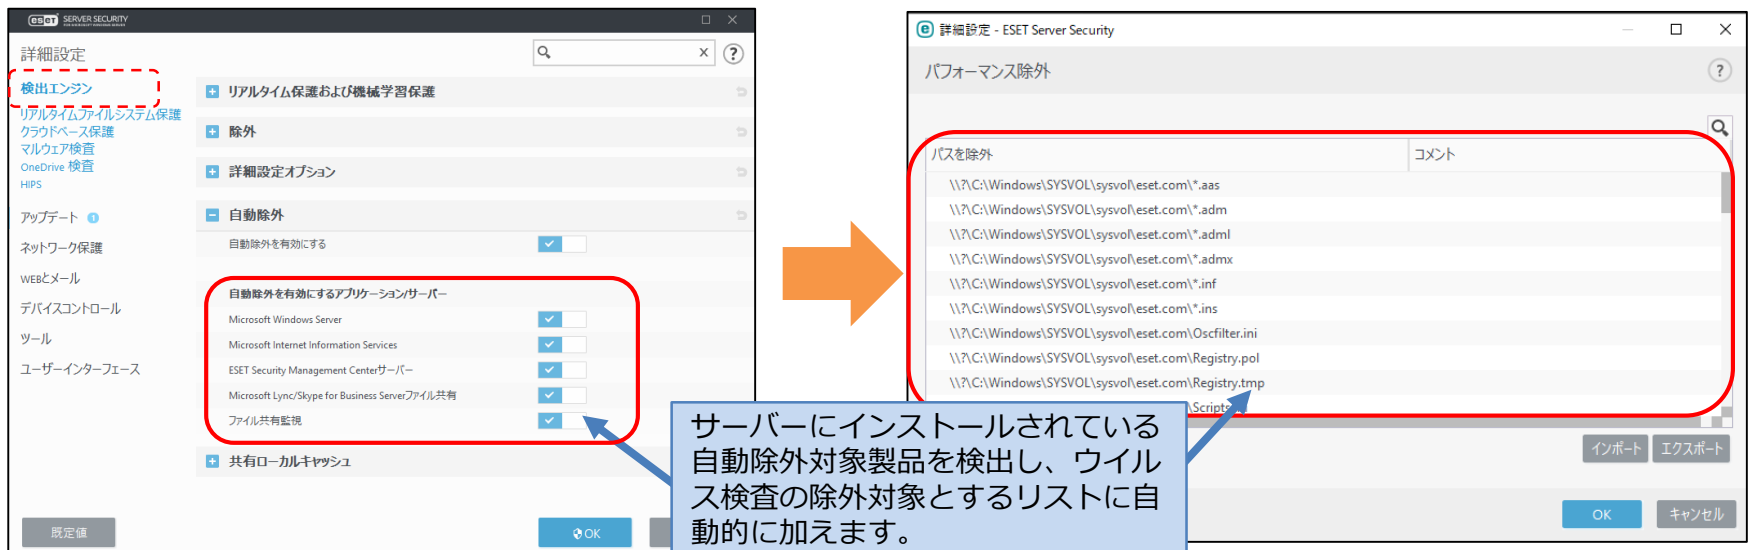 eset SERVER SECURITY
FOR MICROSOFT WINDOWS SERVER
詳細設定
x
?
検出エンジン
リアルタイムファイルシステム保護
クラウドベース保護
マルウェア検査
OneDrive 検査
HIPS
アップデート 1
ネットワーク保護
WEBとメール
デバイスコントロール
ツール
ユーザーインターフェース
リアルタイム保護および機械学習保護
除外
詳細設定オプション
自動除外
自動除外を有効にする
自動除外を有効にするアプリケーション/サーバー
Microsoft Windows Server
Microsoft Internet Information Services
ESET Security Management Centerサーバー
Microsoft Lync/Skype for Business Serverファイル共有
ファイル共有監視
共有ローカルキャッシュ
既定値
OK
サーバーにインストールされている
自動除外対象製品を検出し、ウイル
ス検査の除外対象とするリストに自
動的に加えます。
e 詳細設定 - ESET Server Security
パフォーマンス除外
?
パスを除外 コメント
\\?\C:\Windows\SYSVOL\sysvol\eset.com\*.aas
\\?\C:\Windows\SYSVOL\sysvol\eset.com\*.adm
\\?\C:\Windows\SYSVOL\sysvol\eset.com\*.adml
\\?\C:\Windows\SYSVOL\sysvol\eset.com\*.admx
\\?\C:\Windows\SYSVOL\sysvol\eset.com\*.inf
\\?\C:\Windows\SYSVOL\sysvol\eset.com\*.ins
\\?\C:\Windows\SYSVOL\sysvol\eset.com\Oscfilter.ini
\\?\C:\Windows\SYSVOL\sysvol\eset.com\Registry.pol
\\?\C:\Windows\SYSVOL\sysvol\eset.com\Registry.tmp
インポート エクスポート
OK キャンセル